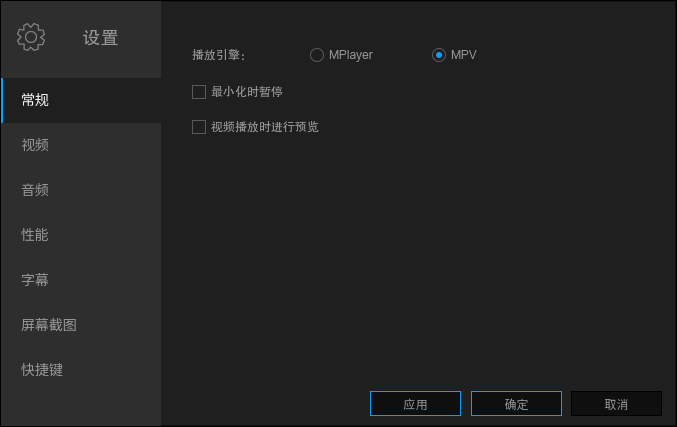 设置
常规
视频
音频
性能
字幕
屏幕截图
快捷键
播放引擎：
MPlayer
MPV
最小化时暂停
视频播放时进行预览
应用
确定
取消